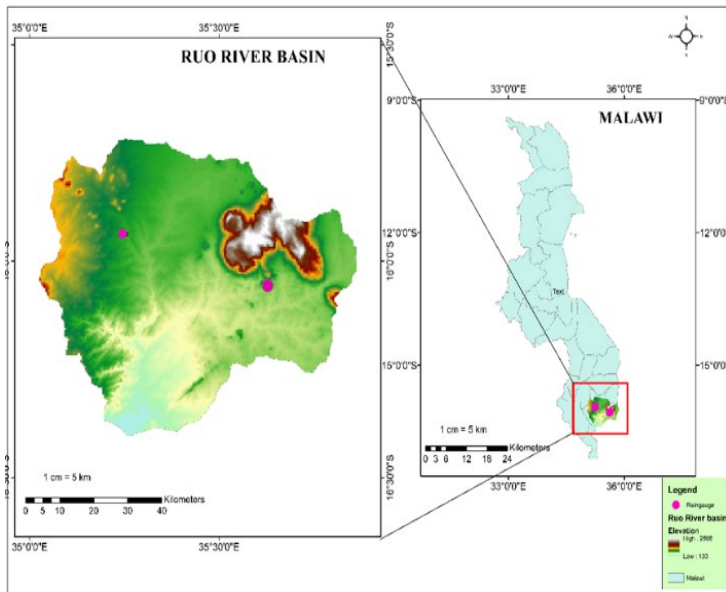 35°0'0"E
35°30'0"E
RUO RIVER BASIN
15°30'0"S
16°0'0"S
16°30'0"S
1 cm = 5 km
Kilometers
0 5 10 20 30 40
35°0'0"E
35°30'0"E
N
33°0'0"E
36°0'0"E
MALAWI
9°0'0"S
12°0'0"S
15°0'0"S
Text
1 cm = 5 km
Kilometers
0 3 6 12 18 24
33°0'0"E
36°0'0"E
9°0'0"S
12°0'0"S
15°0'0"S
Legend
Raingauge
Ruo River basin
Elevation
Low : 133
Malawi